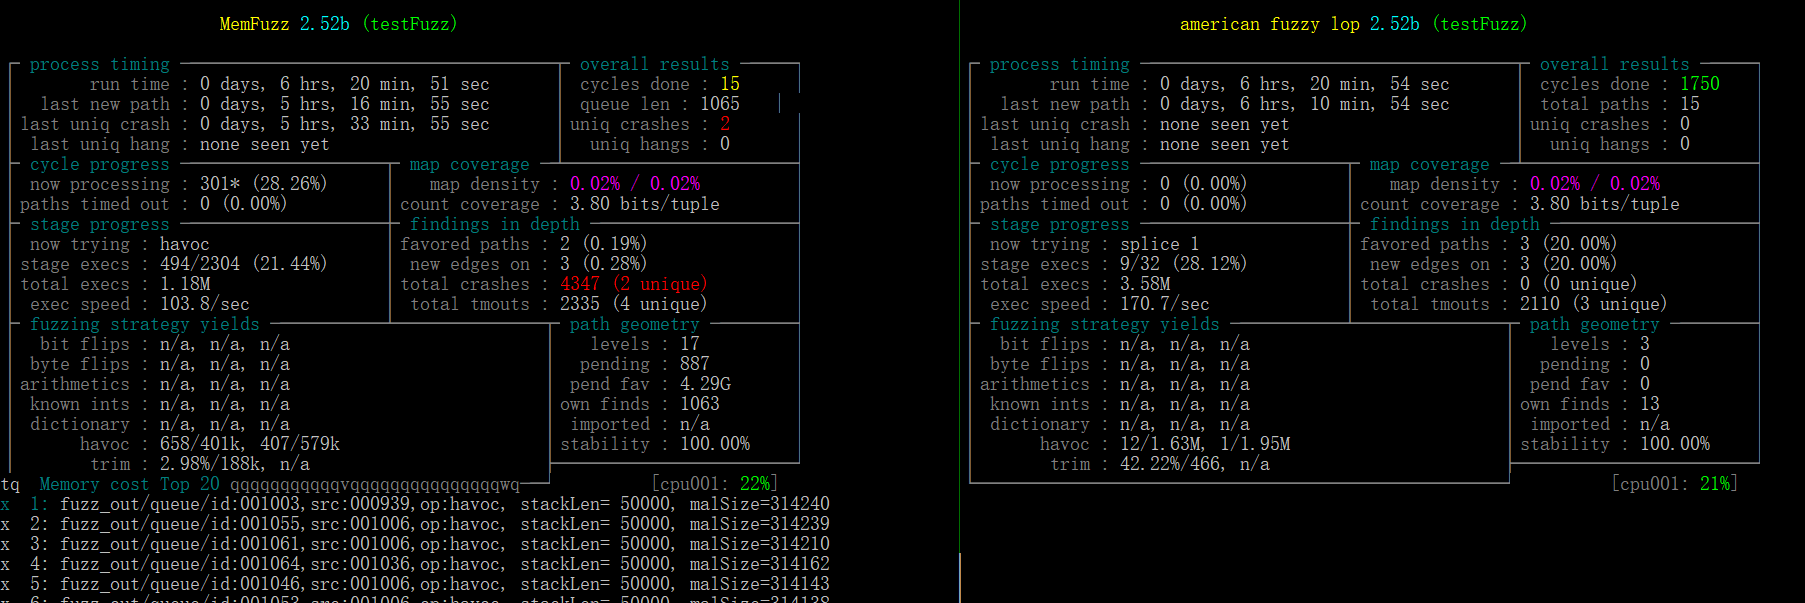 MemFuzz 2.52b (testFuzz)
process timing
overall results
run time : 0 days, 6 hrs, 20 min, 51 sec
cycles done : 15
last new path : 0 days, 5 hrs, 16 min, 55 sec
queue len : 1065
last uniq crash : 0 days, 5 hrs, 33 min, 55 sec
uniq crashes : 2
last uniq hang : none seen yet
uniq hangs : 0
cycle progress
map coverage
now processing : 301* (28.26%)
map density : 0.02% / 0.02%
paths timed out : 0 (0.00%)
count coverage : 3.80 bits/tuple
stage progress
findings in depth
now trying : havoc
favored paths : 2 (0.19%)
stage execs : 494/2304 (21.44%)
new edges on : 3 (0.28%)
total execs : 1.18M
total crashes : 4347 (2 unique)
exec speed : 103.8/sec
total tmouts : 2335 (4 unique)
fuzzing strategy yields
path geometry
bit flips : n/a, n/a, n/a
levels : 17
byte flips : n/a, n/a, n/a
pending : 887
arithmetics : n/a, n/a, n/a
pend fav : 4.29G
known ints : n/a, n/a, n/a
own finds : 1063
dictionary : n/a, n/a, n/a
imported : n/a
havoc : 658/401k, 407/579k
stability : 100.00%
trim : 2.98%/188k, n/a
tq Memory cost Top 20 qqqqqqqqqqqvqqqqqqqqqqqqqqqwq
[cpu001: 22%]
x 1: fuzz_out/queue/id:001003,src:000939,op:havoc, stackLen= 50000, malSize=314240
x 2: fuzz_out/queue/id:001055,src:001006,op:havoc, stackLen= 50000, malSize=314239
x 3: fuzz_out/queue/id:001061,src:001006,op:havoc, stackLen= 50000, malSize=314210
x 4: fuzz_out/queue/id:001064,src:001036,op:havoc, stackLen= 50000, malSize=314162
x 5: fuzz_out/queue/id:001046,src:001006,op:havoc, stackLen= 50000, malSize=314143
x 6: fuzz_out/queue/id:001053,src:001006,op:havoc, stackLen= 50000, malSize=314138
american fuzzy lop 2.52b (testFuzz)
process timing
overall results
run time : 0 days, 6 hrs, 20 min, 54 sec
cycles done : 1750
last new path : 0 days, 6 hrs, 10 min, 54 sec
total paths : 15
last uniq crash : none seen yet
uniq crashes : 0
last uniq hang : none seen yet
uniq hangs : 0
cycle progress
map coverage
now processing : 0 (0.00%)
map density : 0.02% / 0.02%
paths timed out : 0 (0.00%)
count coverage : 3.80 bits/tuple
stage progress
findings in depth
now trying : splice 1
favored paths : 3 (20.00%)
stage execs : 9/32 (28.12%)
new edges on : 3 (20.00%)
total execs : 3.58M
total crashes : 0 (0 unique)
exec speed : 170.7/sec
total tmouts : 2110 (3 unique)
fuzzing strategy yields
path geometry
bit flips : n/a, n/a, n/a
levels : 3
byte flips : n/a, n/a, n/a
pending : 0
arithmetics : n/a, n/a, n/a
pend fav : 0
known ints : n/a, n/a, n/a
own finds : 13
dictionary : n/a, n/a, n/a
imported : n/a
havoc : 12/1.63M, 1/1.95M
stability : 100.00%
trim : 42.22%/466, n/a
[cpu001: 21%]